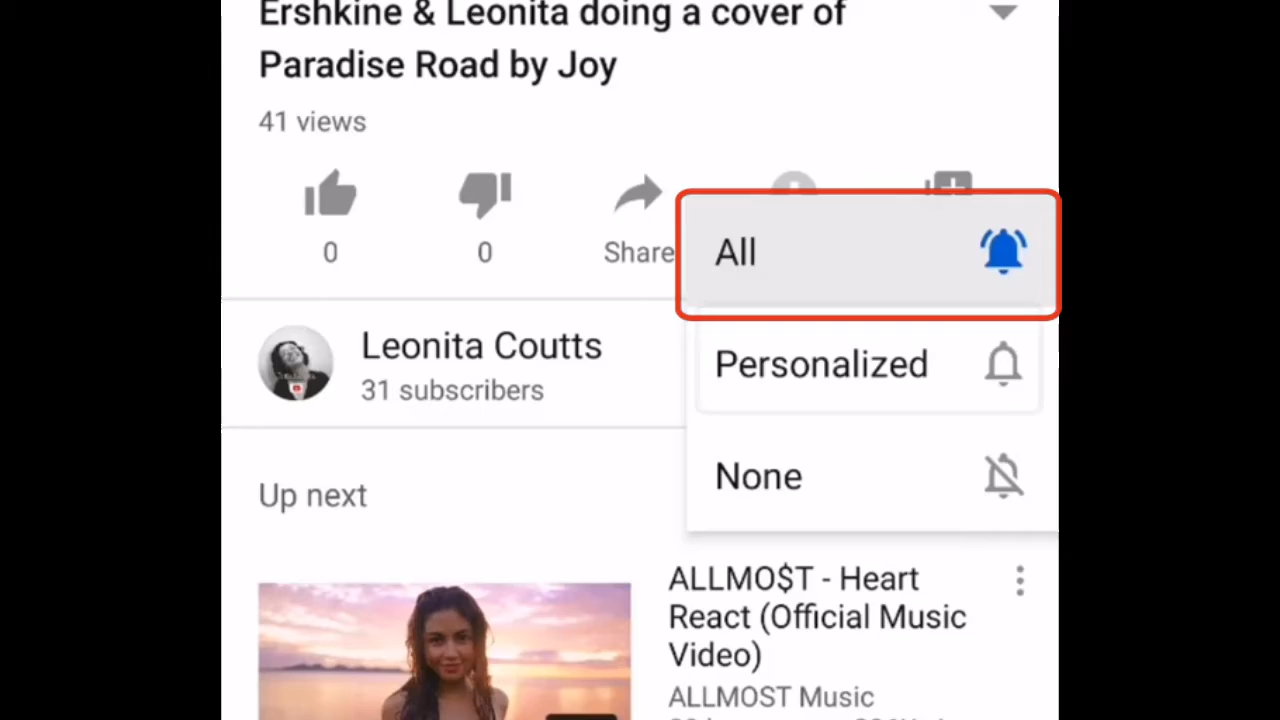 Ershkine & Leonita doing a cover of
Paradise Road by Joy
41 views
0
0
Share
All
Personalized
None
Leonita Coutts
31 subscribers
Up next
ALLMO$T - Heart
React (Official Music
Video)
ALLMOST Music